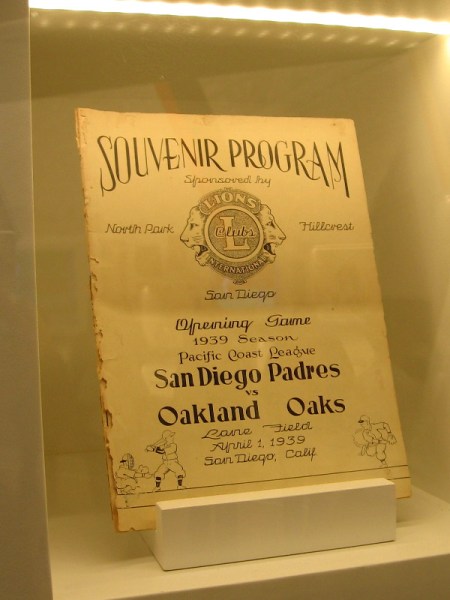 SOUVENIR PROGRAM
Sponsored by
LIONS
North Park L Clubs Hillcrest
INTERNATIONAL
San Diego
Opening Game
1939 Season
Pacific Coast League
San Diego Padres
vs
Oakland Oaks
Lane Field
April 1, 1939
San Diego, Calif.